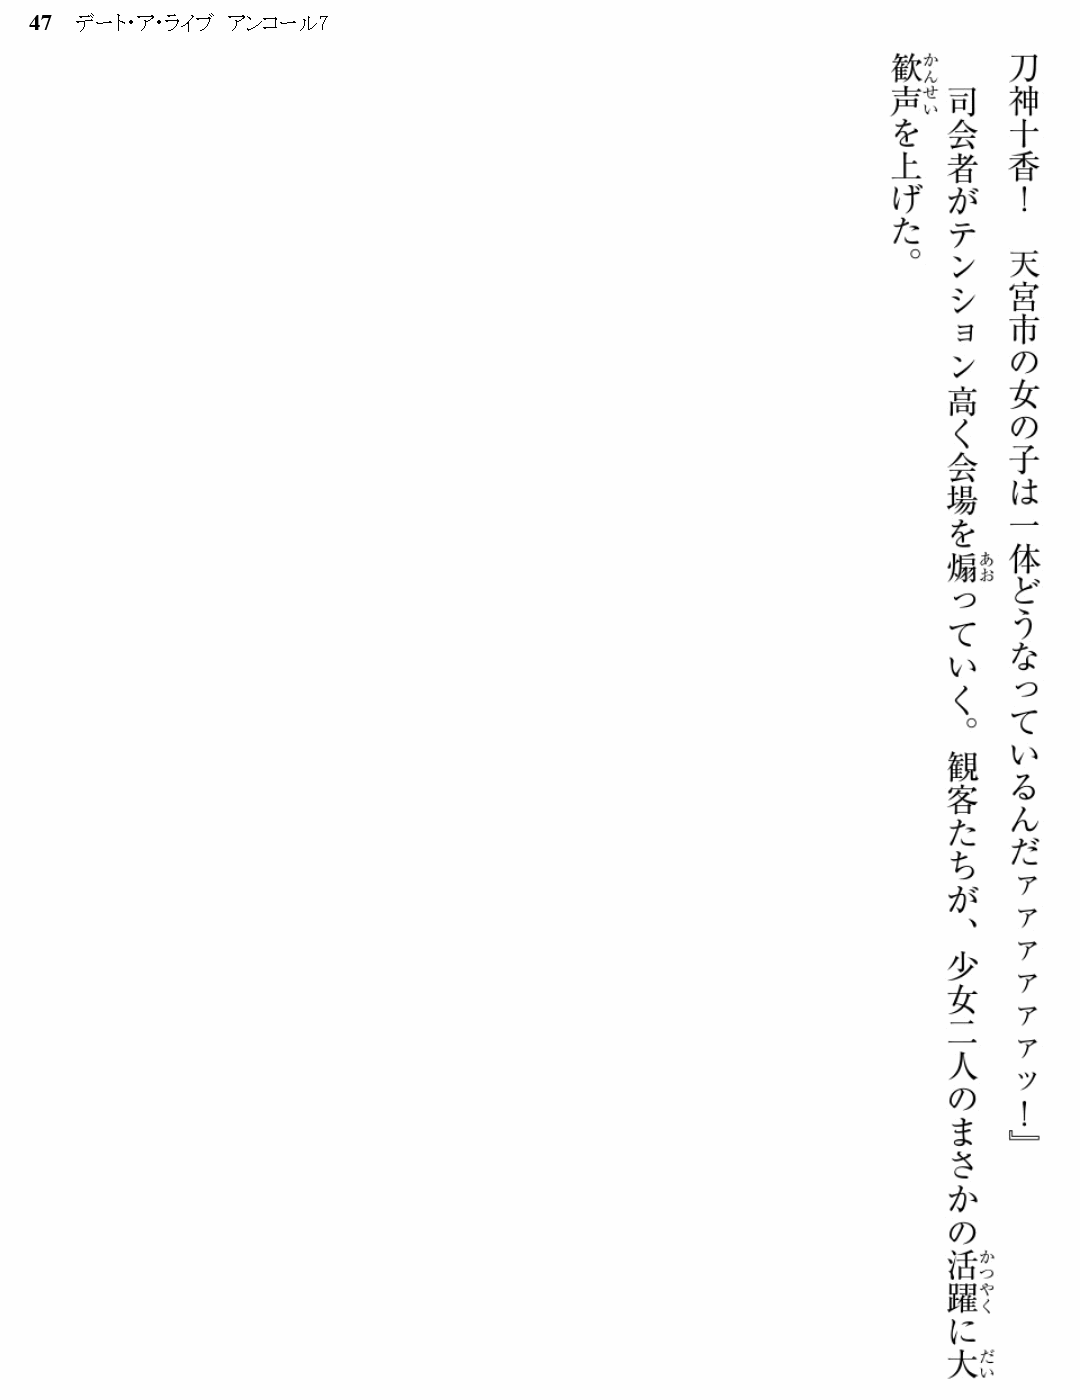 47 デート・ア・ライブ アンコール7
刀神十香！　天宮市の女の子は一体どうなっているんだァァァァァァッ！』
　司会者がテンション高く会場を煽っていく。観客たちが、少女二人のまさかの活躍に大
歓声を上げた。